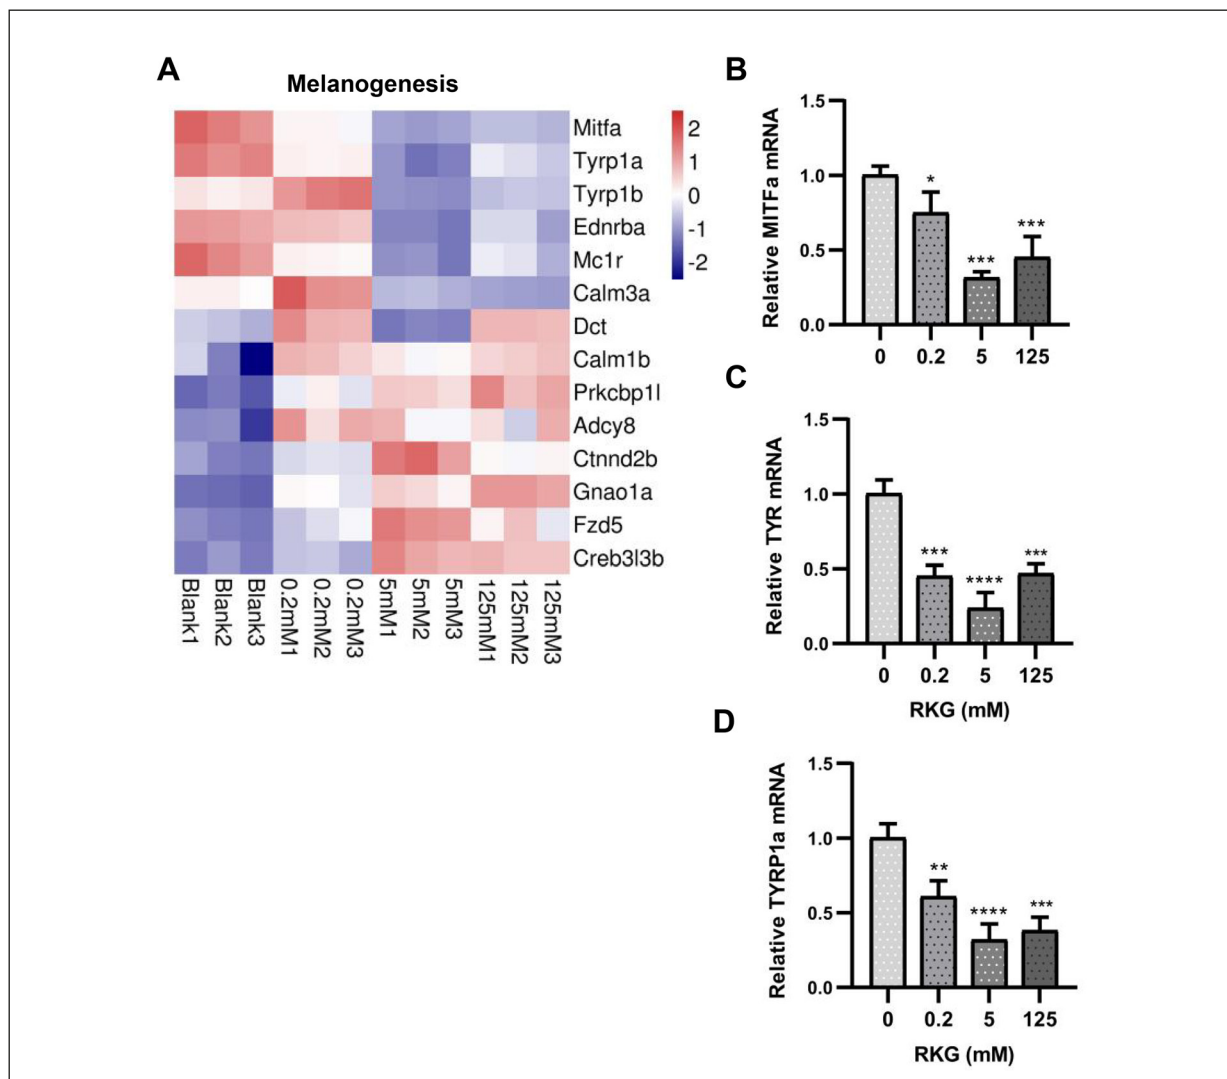 A
Melanogenesis
Mitfa
Tyrp1a
Tyrp1b
Ednrba
Mc1r
Calm3a
Dct
Calm1b
Prkcbp1l
Adcy8
Ctnnd2b
Gnao1a
Fzd5
Creb3l3b
2
1
0
-1
-2
Blank1
Blank2
Blank3
0.2mM1
0.2mM2
0.2mM3
5mM1
5mM2
5mM3
125mM1
125mM2
125mM3
B
Relative MITFa mRNA
1.5
1.0
0.5
0.0
*
***
***
0 0.2 5 125
C
Relative TYR mRNA
1.5
1.0
0.5
0.0
***
****
***
0 0.2 5 125
RKG (mM)
D
Relative TYRP1a mRNA
1.5
1.0
0.5
0.0
**
****
***
0 0.2 5 125
RKG (mM)